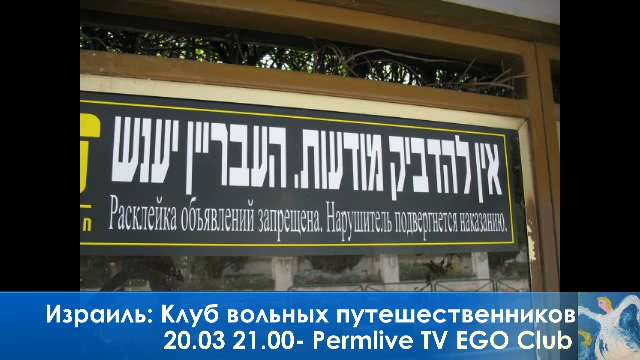 אין להדביק מודעות. העבריין יענש
Расклейка объявлений запрещена. Нарушитель подвергнется наказанию.
Израиль: Клуб вольных путешественников
20.03 21.00- Permlive TV EGO Club